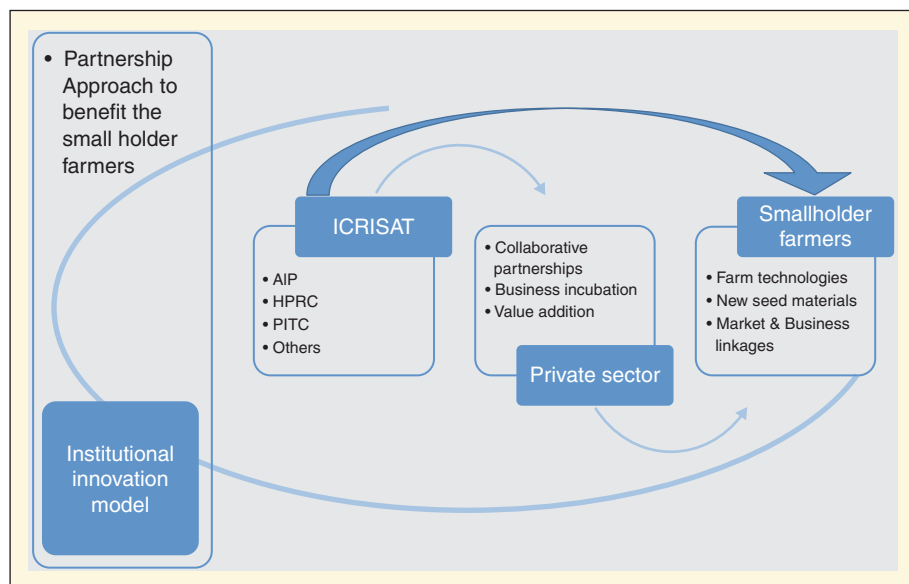 • Partnership
Approach to
benefit the
small holder
farmers
Institutional
innovation
model
ICRISAT
• AIP
• HPRC
• PITC
• Others
• Collaborative
partnerships
• Business incubation
• Value addition
Private sector
Smallholder
farmers
• Farm technologies
• New seed materials
• Market & Business
linkages